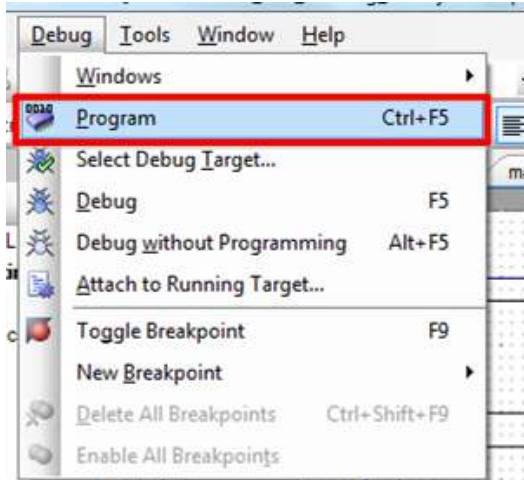 Debug Tools Window Help
Windows
0010
Program Ctrl+F5
Select Debug Target...
Debug F5
Debug without Programming Alt+F5
Attach to Running Target...
Toggle Breakpoint F9
New Breakpoint
Delete All Breakpoints Ctrl+Shift+F9
Enable All Breakpoints